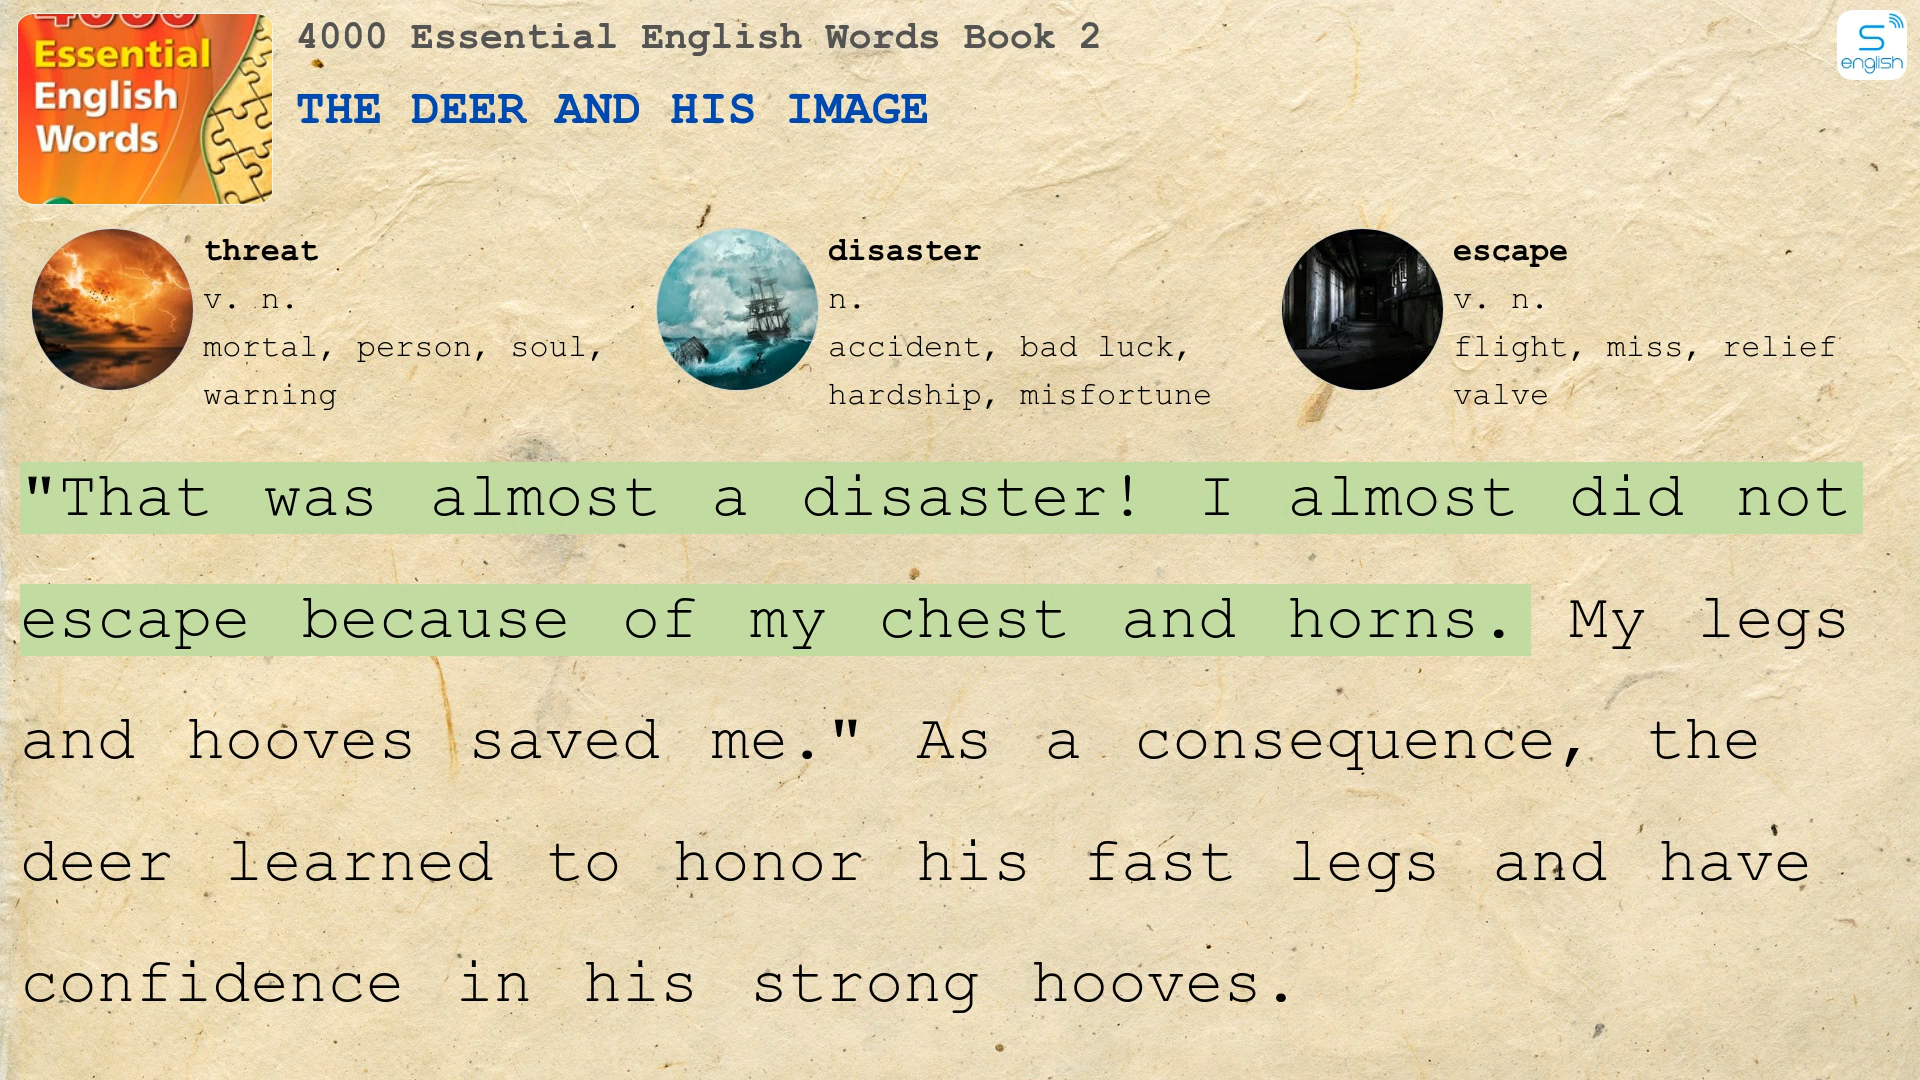 4000
Essential
English
Words
4000 Essential English Words Book 2
THE DEER AND HIS IMAGE
S
english
threat
v. n.
mortal, person, soul,
warning
disaster
n.
accident, bad luck,
hardship, misfortune
escape
v. n.
flight, miss, relief
valve
"That was almost a disaster! I almost did not
escape because of my chest and horns. My legs
and hooves saved me." As a consequence, the
deer learned to honor his fast legs and have
confidence in his strong hooves.